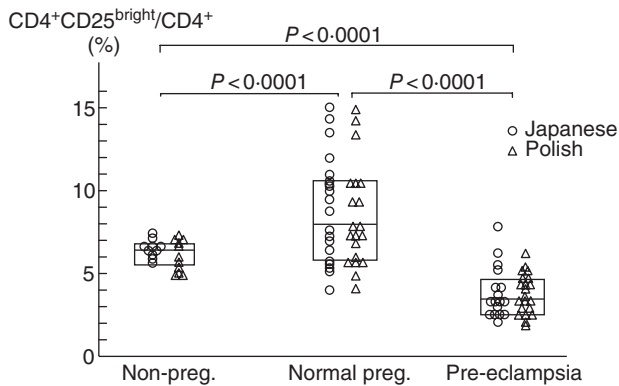 CD4⁺CD25ᵇʳⁱᵍʰᵗ/CD4⁺
(%)
P < 0·0001
P < 0·0001
P < 0·0001
15
Japanese
Polish
10
5
0
Non-preg.
Normal preg.
Pre-eclampsia